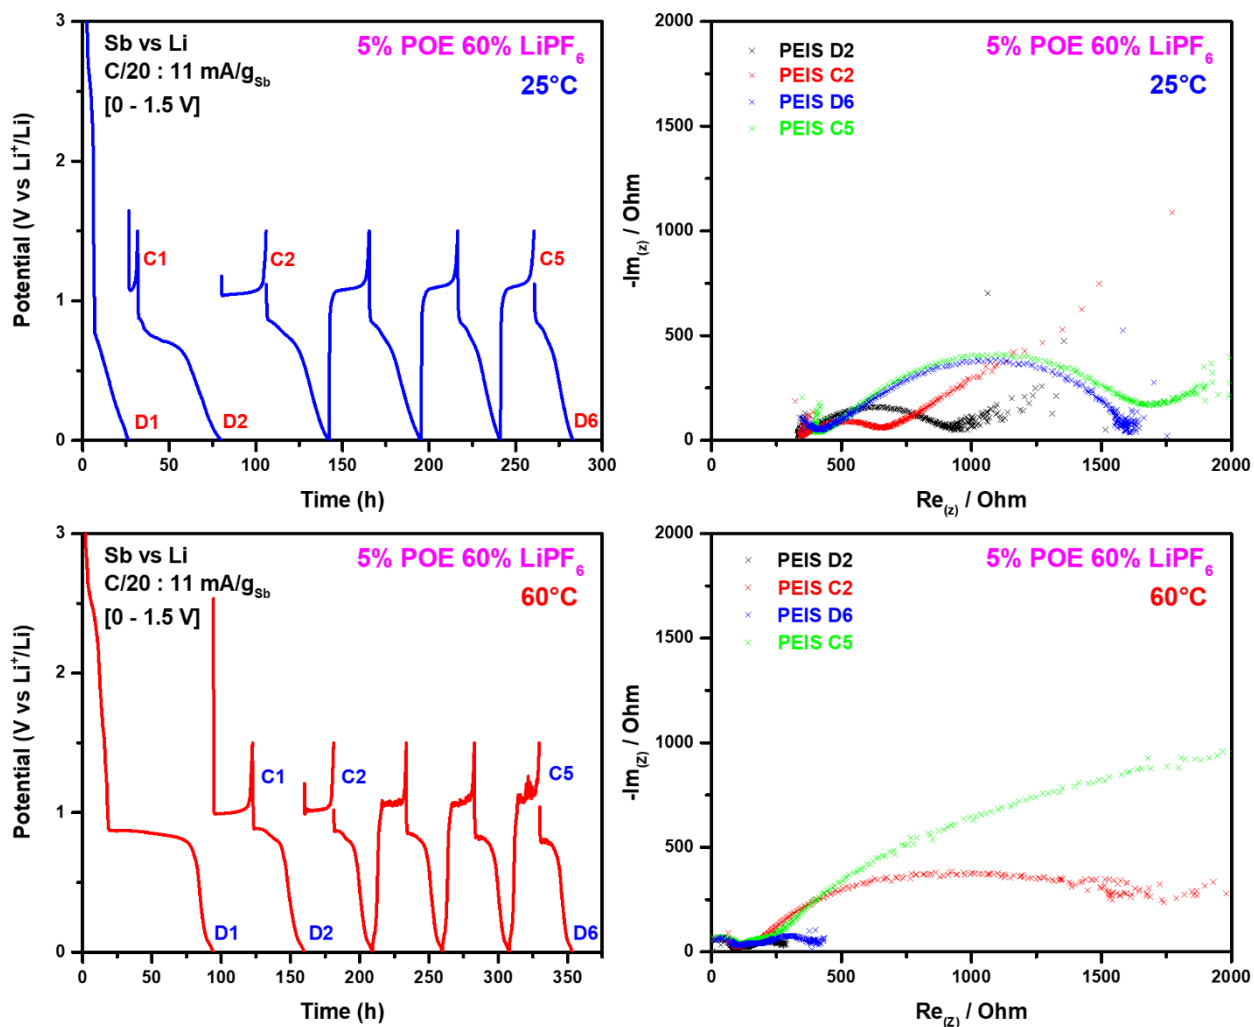 Sb vs Li
C/20 : 11 mA/gSb
[0 - 1.5 V]
5% POE 60% LiPF6
25°C
C1
C2
C5
D1
D2
D6
Potential (V vs Li+/Li)
3
2
1
0
0 50 100 150 200 250 300
Time (h)
PEIS D2
PEIS C2
PEIS D6
PEIS C5
5% POE 60% LiPF6
25°C
-Im(z) / Ohm
2000
1500
1000
500
0
0 500 1000 1500 2000
Re(z) / Ohm
Sb vs Li
C/20 : 11 mA/gSb
[0 - 1.5 V]
5% POE 60% LiPF6
60°C
C1
C2
C5
D1
D2
D6
Potential (V vs Li+/Li)
3
2
1
0
0 50 100 150 200 250 300 350
Time (h)
PEIS D2
PEIS C2
PEIS D6
PEIS C5
5% POE 60% LiPF6
60°C
-Im(Z) / Ohm
2000
1500
1000
500
0
0 500 1000 1500 2000
Re(Z) / Ohm